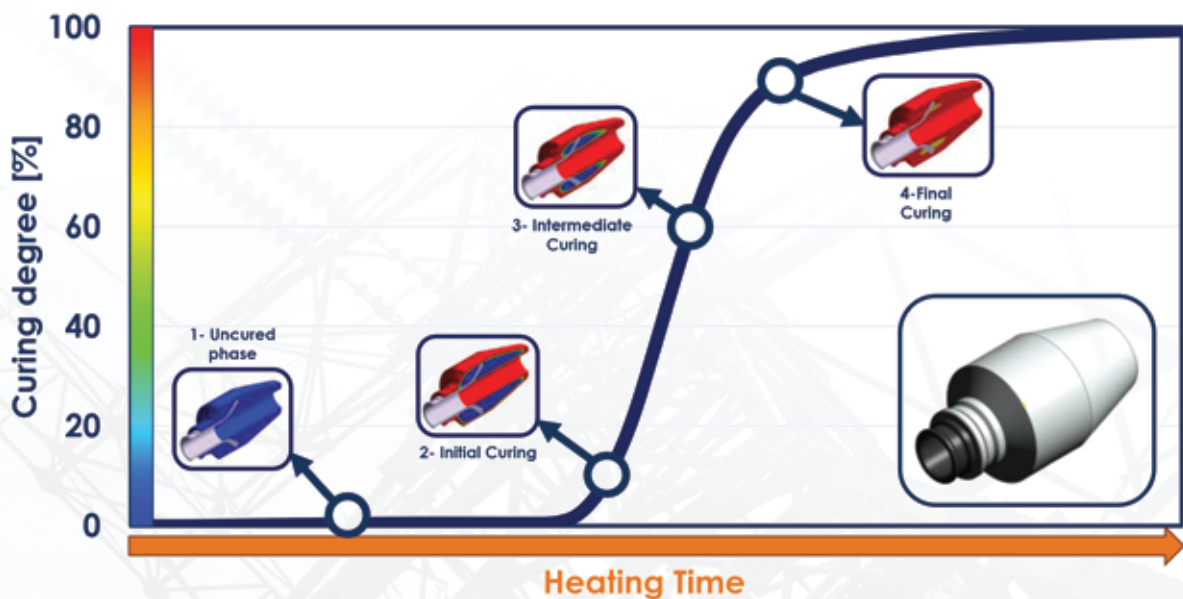 100
80
60
40
20
0
Curing degree [%]
1- Uncured
phase
2- Initial Curing
3- Intermediate
Curing
4-Final
Curing
Heating Time